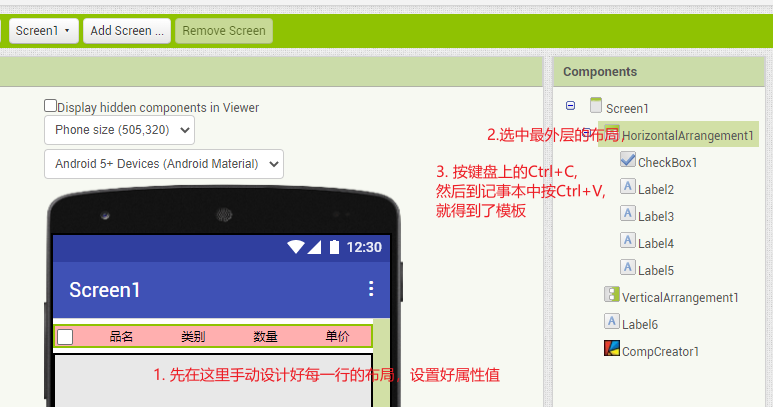 Screen1
Add Screen ...
Remove Screen
Components
Display hidden components in Viewer
Phone size (505,320)
Android 5+ Devices (Android Material)
Screen1
2.选中最外层的布局,
HorizontalArrangement1
CheckBox1
3. 按键盘上的Ctrl+C,
然后到记事本中按Ctrl+V,
就得到了模板
Label2
Label3
Label4
Label5
12:30
Screen1
VerticalArrangement1
Label6
CompCreator1
品名 类别 数量 单价
1. 先在这里手动设计好每一行的布局，设置好属性值